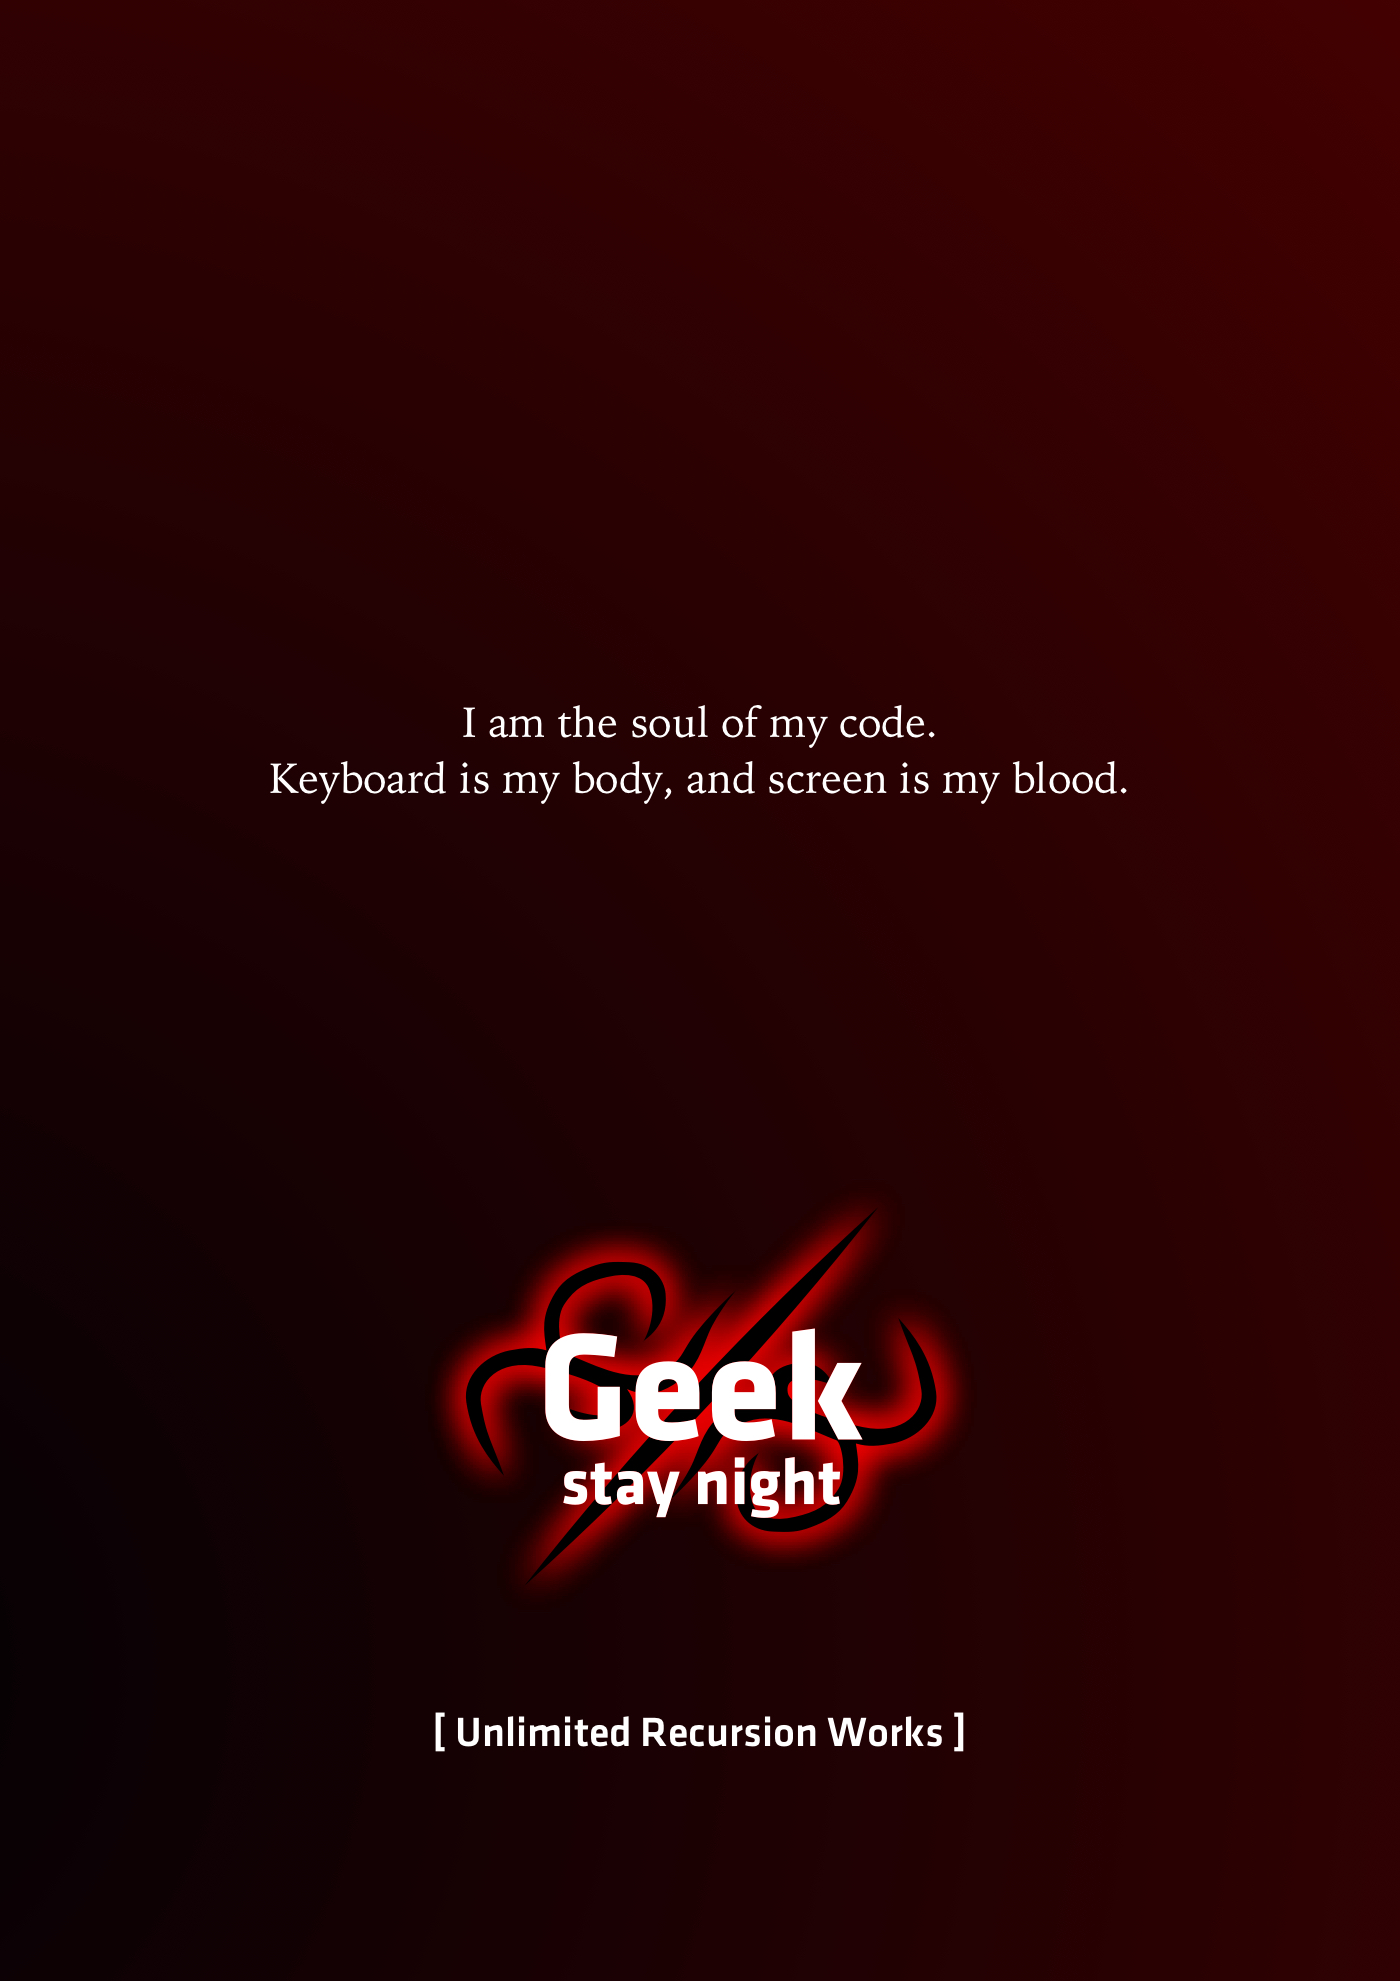 I am the soul of my code.
Keyboard is my body, and screen is my blood.
Geek
stay night
[ Unlimited Recursion Works ]